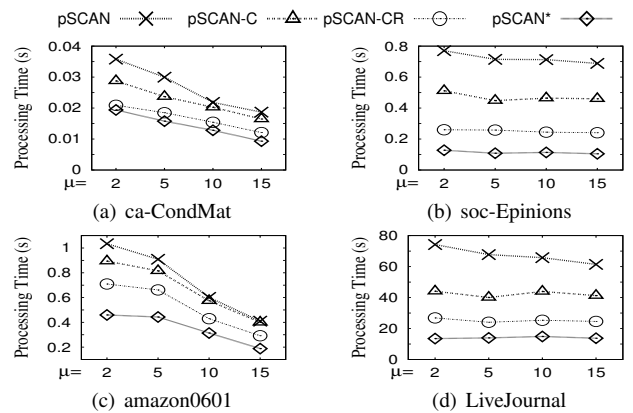 pSCAN pSCAN-C pSCAN-CR pSCAN*
Processing Time (s)
0.04
0.03
0.02
0.01
0
μ= 2 5 10 15
(a) ca-CondMat
Processing Time (s)
0.8
0.6
0.4
0.2
0
μ= 2 5 10 15
(b) soc-Epinions
Processing Time (s)
1
0.8
0.6
0.4
0.2
μ= 2 5 10 15
(c) amazon0601
Processing Time (s)
80
60
40
20
0
μ= 2 5 10 15
(d) LiveJournal